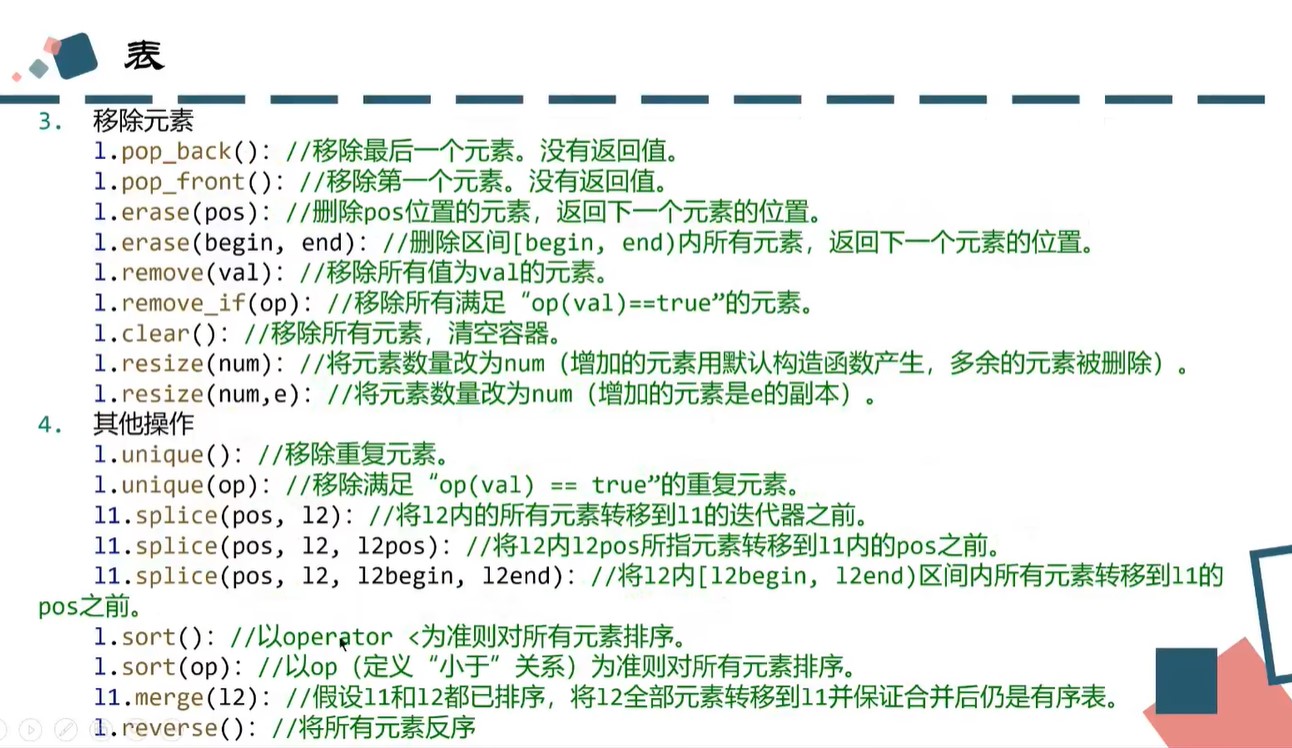 表
3. 移除元素
l.pop_back()：//移除最后一个元素。没有返回值。
l.pop_front()：//移除第一个元素。没有返回值。
l.erase(pos)：//删除pos位置的元素，返回下一个元素的位置。
l.erase(begin, end)：//删除区间[begin, end)内所有元素，返回下一个元素的位置。
l.remove(val)：//移除所有值为val的元素。
l.remove_if(op)：//移除所有满足“op(val)==true”的元素。
l.clear()：//移除所有元素，清空容器。
l.resize(num)：//将元素数量改为num（增加的元素用默认构造函数产生，多余的元素被删除）。
l.resize(num,e)：//将元素数量改为num（增加的元素是e的副本）。
4. 其他操作
l.unique()：//移除重复元素。
l.unique(op)：//移除满足“op(val) == true”的重复元素。
l1.splice(pos, l2)：//将l2内的所有元素转移到l1的迭代器之前。
l1.splice(pos, l2, l2pos)：//将l2内l2pos所指元素转移到l1内的pos之前。
l1.splice(pos, l2, l2begin, l2end)：//将l2内[l2begin, l2end)区间内所有元素转移到l1的
pos之前。
l.sort()：//以operator <为准则对所有元素排序。
l.sort(op)：//以op（定义“小于”关系）为准则对所有元素排序。
l1.merge(l2)：//假设l1和l2都已排序，将l2全部元素转移到l1并保证合并后仍是有序表。
l.reverse()：//将所有元素反序